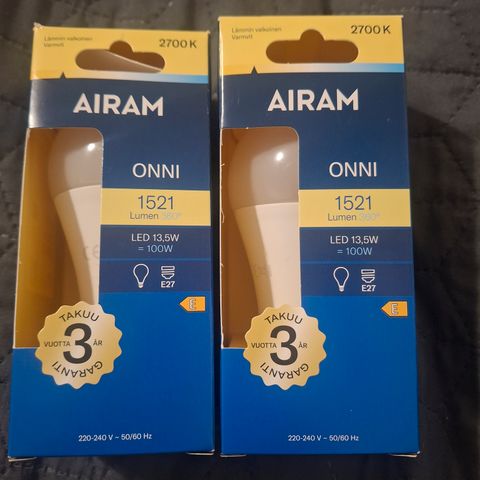 Lämmin valkoinen
Varmvit
2700 K
AIRAM
ONNI
1521
Lumen 360°
LED 13,5W
= 100W
E27
E
TAKUU
VUOTTA 3 ÅR
GARANTI
220-240 V ~ 50/60 Hz
Lämmin valkoinen
Varmvit
2700 K
AIRAM
ONNI
1521
Lumen 360°
LED 13,5W
= 100W
E27
E
TAKUU
VUOTTA 3 ÅR
GARANTI
220-240 V ~ 50/60 Hz